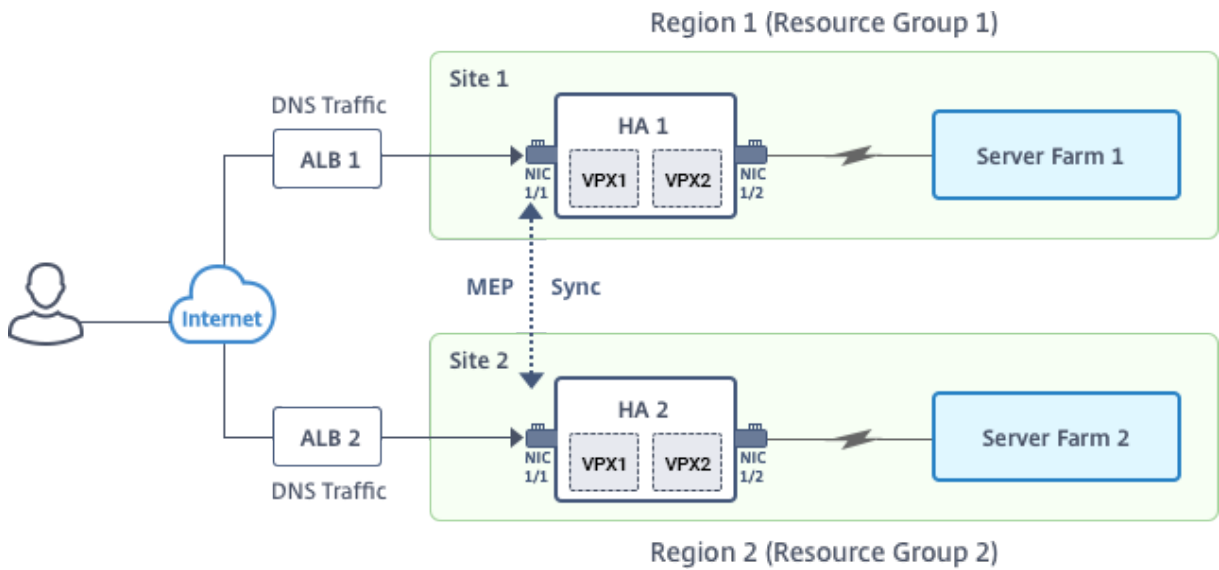 Region 1 (Resource Group 1)
Site 1
DNS Traffic
ALB 1
HA 1
VPX1
VPX2
NIC
1/1
NIC
1/2
Server Farm 1
MEP
Sync
Internet
Site 2
ALB 2
DNS Traffic
HA 2
VPX1
VPX2
NIC
1/1
NIC
1/2
Server Farm 2
Region 2 (Resource Group 2)